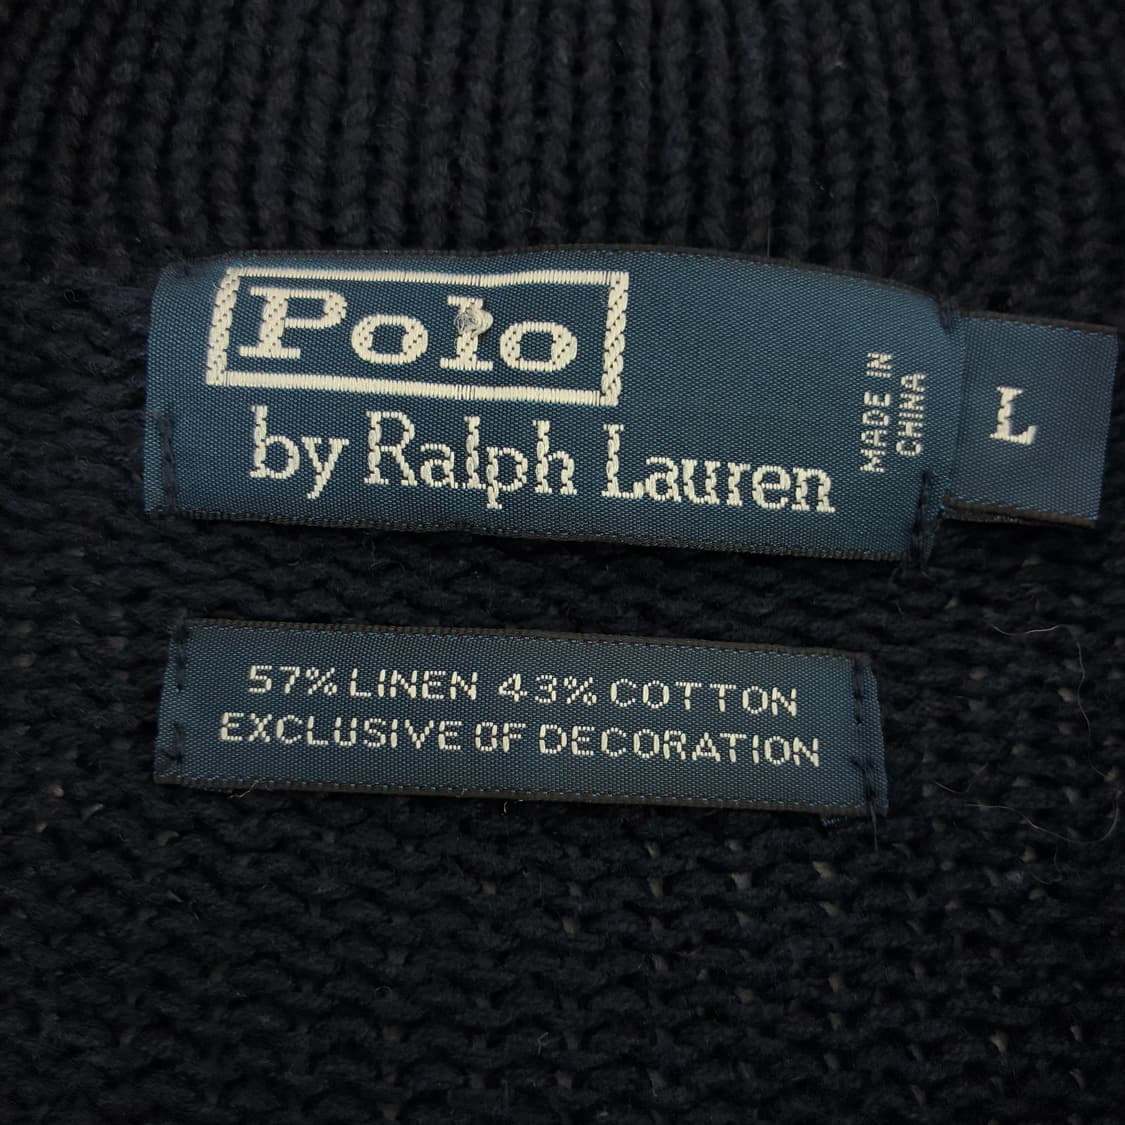 Polo
by Ralph Lauren
MADE IN
CHINA
L
57% LINEN 43% COTTON
EXCLUSIVE OF DECORATION